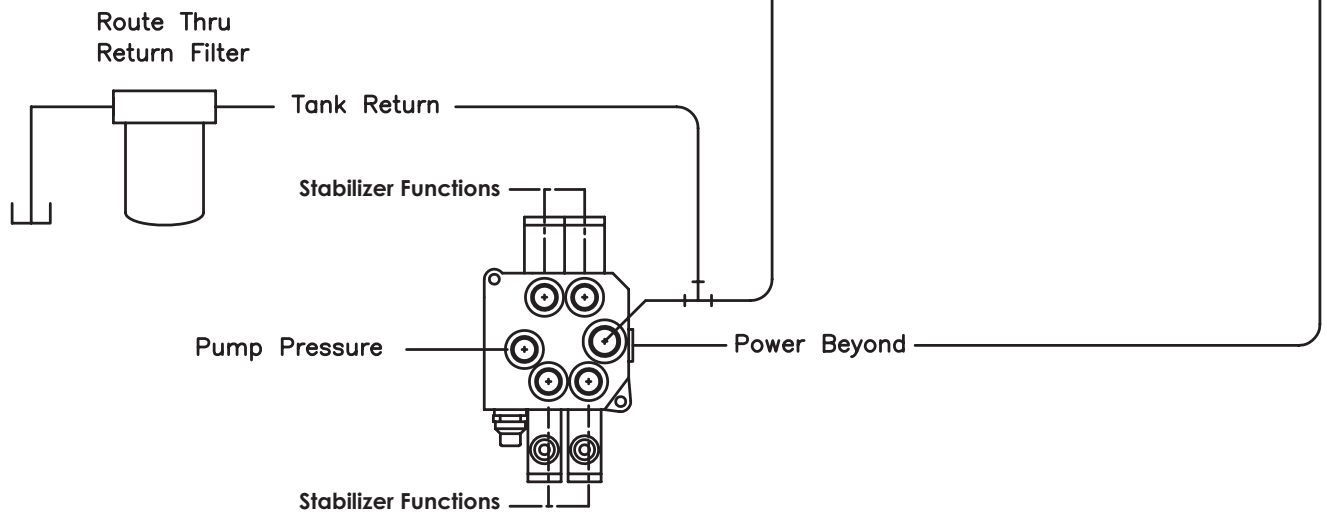 Route Thru
Return Filter
Tank Return
Stabilizer Functions
Pump Pressure
Power Beyond
Stabilizer Functions